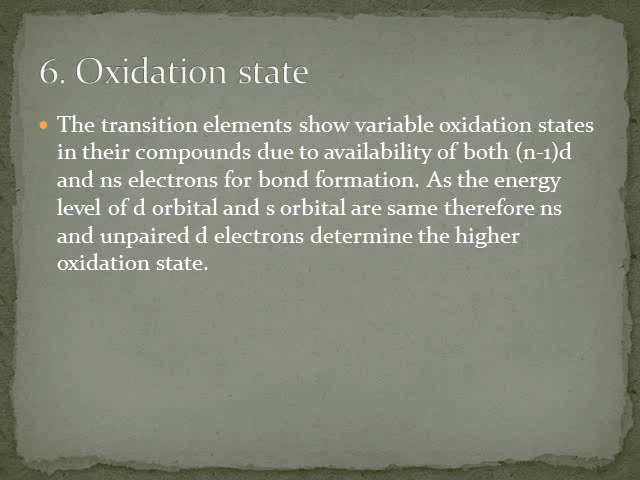 6. Oxidation state
• The transition elements show variable oxidation states
in their compounds due to availability of both (n-1)d
and ns electrons for bond formation. As the energy
level of d orbital and s orbital are same therefore ns
and unpaired d electrons determine the higher
oxidation state.